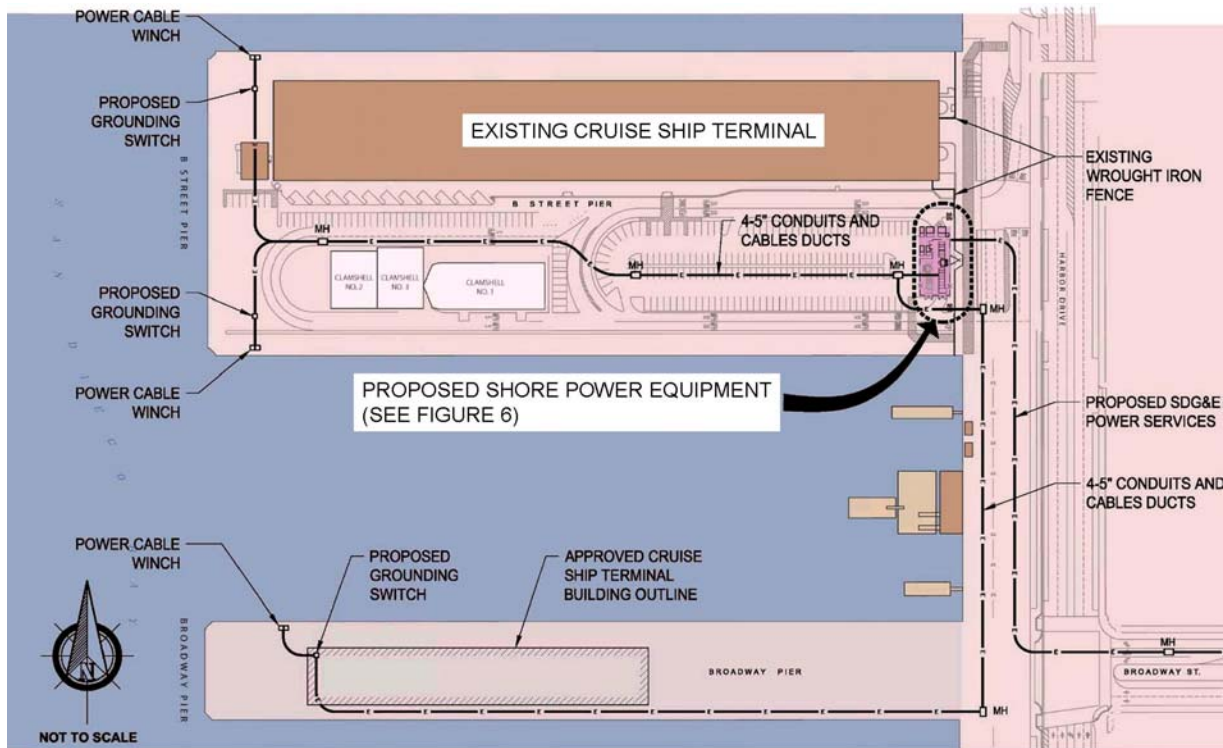 POWER CABLE
WINCH
PROPOSED
GROUNDING
SWITCH
EXISTING CRUISE SHIP TERMINAL
EXISTING
WROUGHT IRON
FENCE
B STREET PIER
B STREET PIER
4-5" CONDUITS AND
CABLES DUCTS
MH
MH
MH
MH
CLAMSHELL
NO. 2
CLAMSHELL
NO. 3
CLAMSHELL
NO. 1
HARBOR DRIVE
PROPOSED
GROUNDING
SWITCH
POWER CABLE
WINCH
PROPOSED SHORE POWER EQUIPMENT
(SEE FIGURE 6)
PROPOSED SDG&E
POWER SERVICES
4-5" CONDUITS AND
CABLES DUCTS
POWER CABLE
WINCH
PROPOSED
GROUNDING
SWITCH
APPROVED CRUISE
SHIP TERMINAL
BUILDING OUTLINE
MH
BROADWAY ST.
BROADWAY PIER
BROADWAY PIER
MH
N
NOT TO SCALE